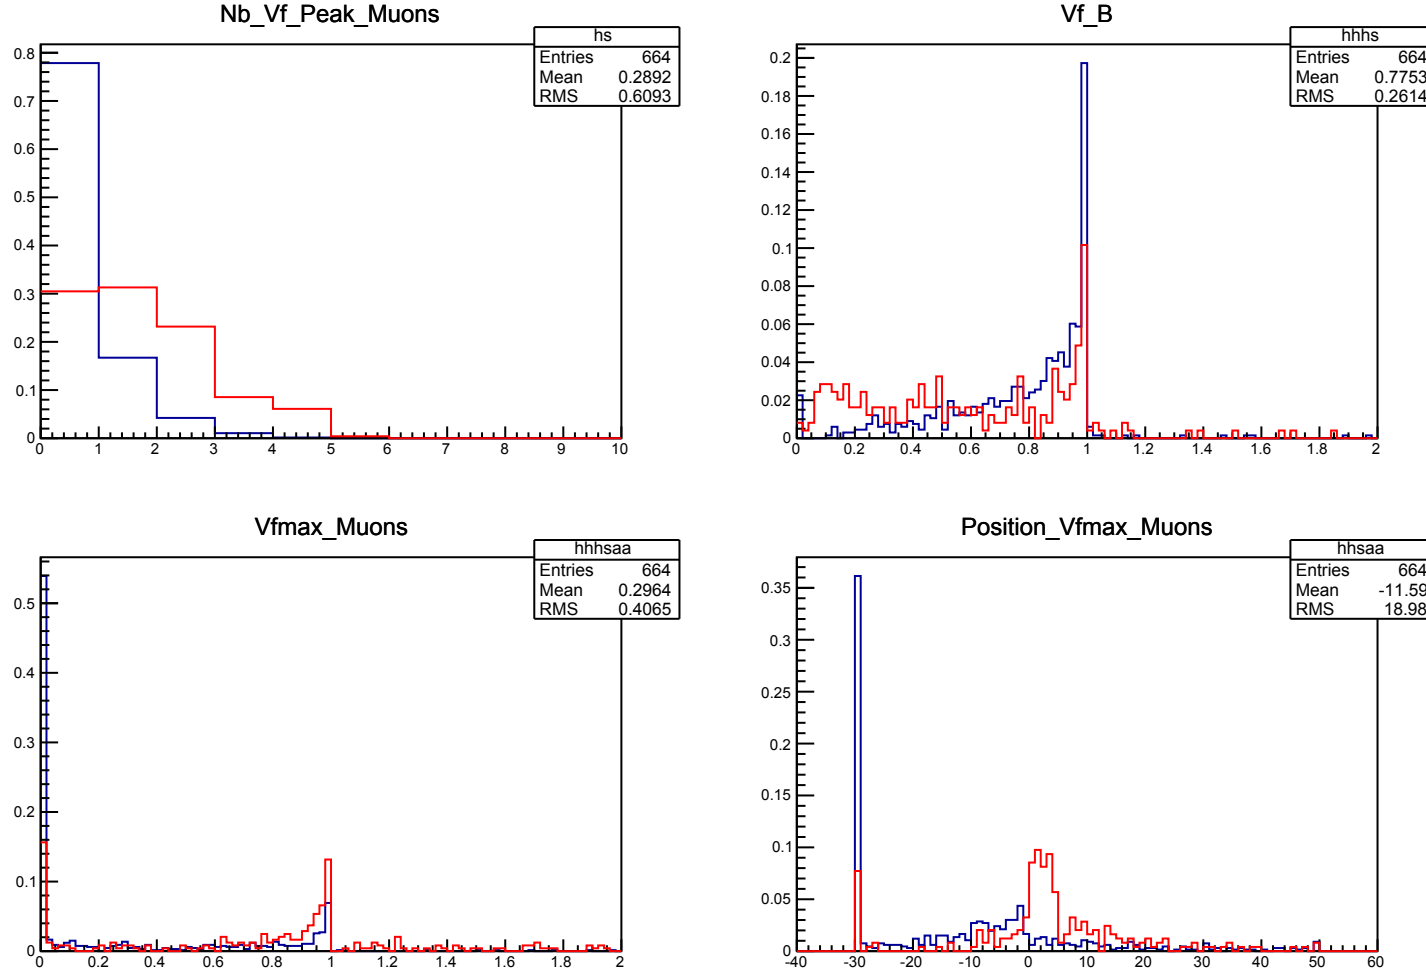 Nb_Vf_Peak_Muons
hs
Entries 664
Mean 0.2892
RMS 0.6093
0.8
0.7
0.6
0.5
0.4
0.3
0.2
0.1
0
0 1 2 3 4 5 6 7 8 9 10
Vf_B
hhhs
Entries 664
Mean 0.7753
RMS 0.2614
0.2
0.18
0.16
0.14
0.12
0.1
0.08
0.06
0.04
0.02
0
0 0.2 0.4 0.6 0.8 1 1.2 1.4 1.6 1.8 2
Vfmax_Muons
hhhsaa
Entries 664
Mean 0.2964
RMS 0.4065
0.5
0.4
0.3
0.2
0.1
0
0 0.2 0.4 0.6 0.8 1 1.2 1.4 1.6 1.8 2
Position_Vfmax_Muons
hhsaa
Entries 664
Mean -11.59
RMS 18.98
0.35
0.3
0.25
0.2
0.15
0.1
0.05
0
-40 -30 -20 -10 0 10 20 30 40 50 60